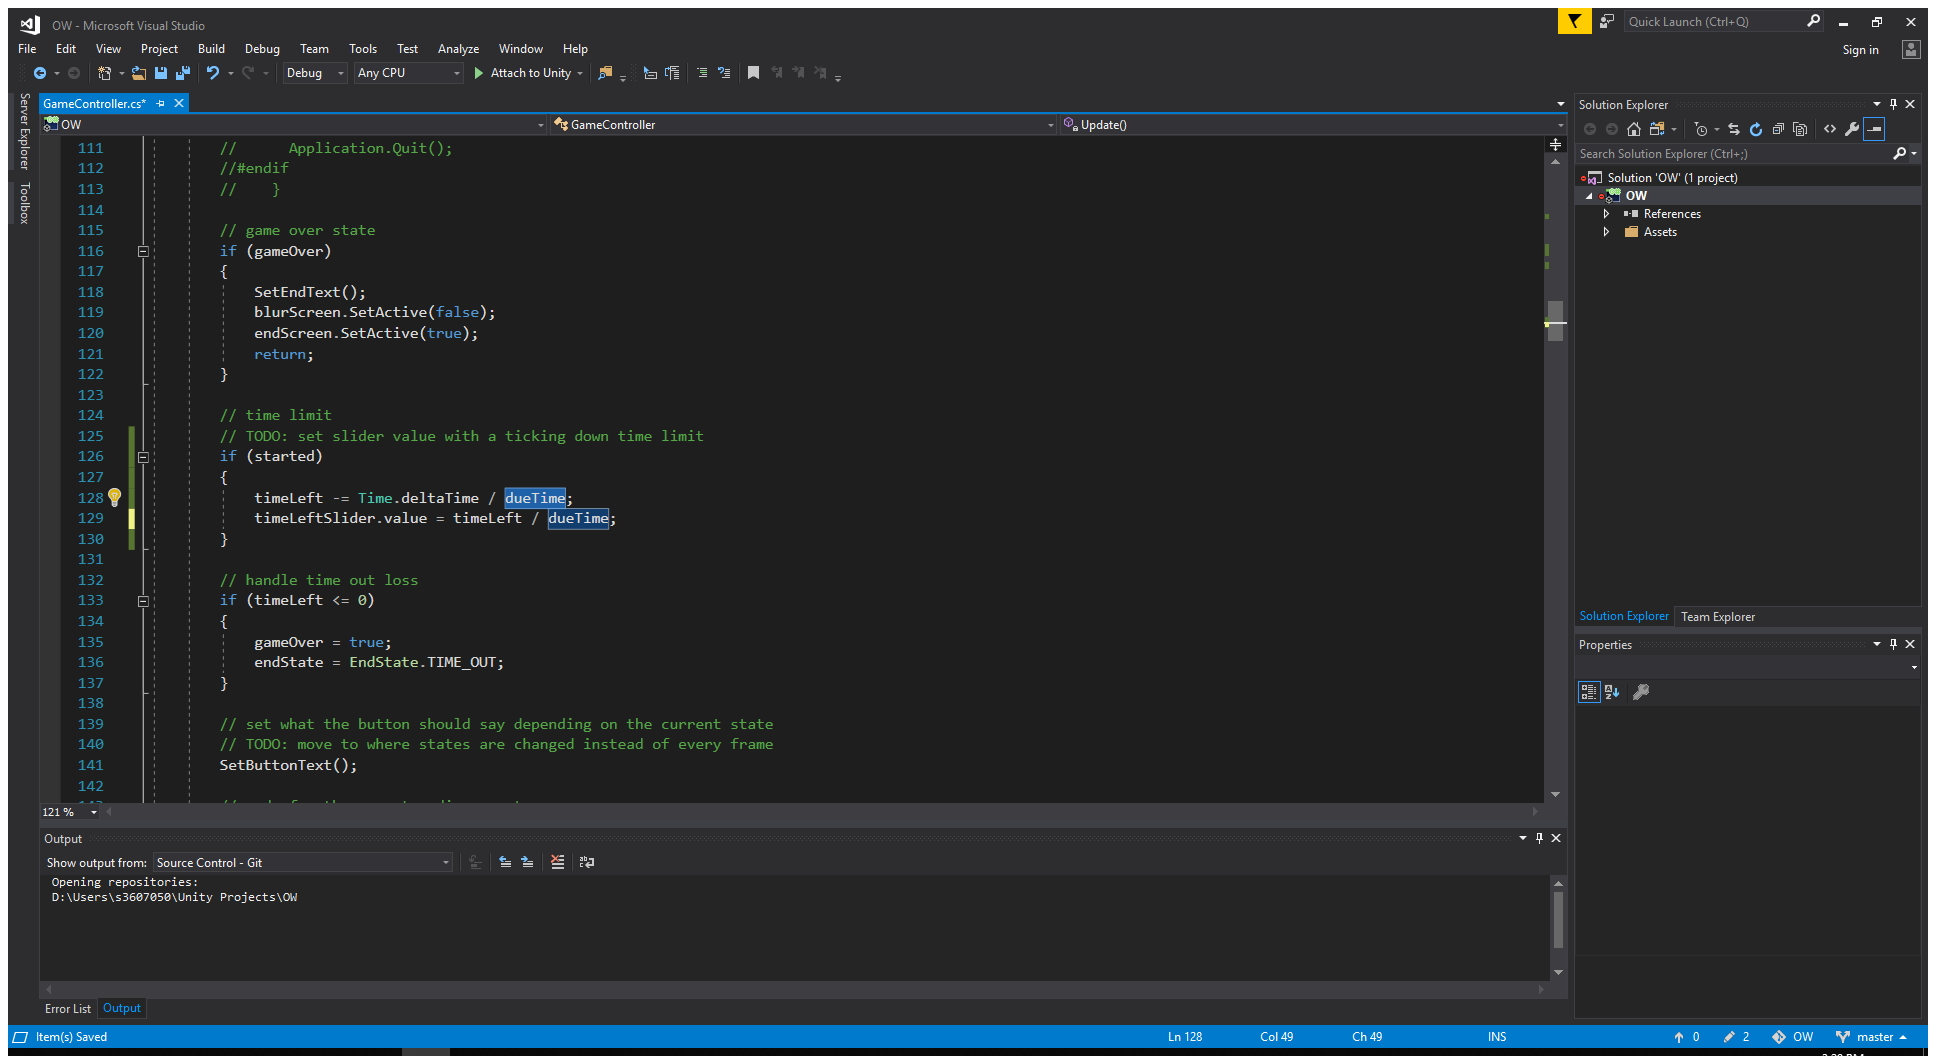 OW - Microsoft Visual Studio
Quick Launch (Ctrl+Q)
File Edit View Project Build Debug Team Tools Test Analyze Window Help
Sign in
Debug Any CPU Attach to Unity
Server Explorer
Toolbox
GameController.cs*
OW GameController Update()
111 // Application.Quit();
112 //#endif
113 // }
114
115 // game over state
116 if (gameOver)
117 {
118 SetEndText();
119 blurScreen.SetActive(false);
120 endScreen.SetActive(true);
121 return;
122 }
123
124 // time limit
125 // TODO: set slider value with a ticking down time limit
126 if (started)
127 {
128 timeLeft -= Time.deltaTime / dueTime;
129 timeLeftSlider.value = timeLeft / dueTime;
130 }
131
132 // handle time out loss
133 if (timeLeft <= 0)
134 {
135 gameOver = true;
136 endState = EndState.TIME_OUT;
137 }
138
139 // set what the button should say depending on the current state
140 // TODO: move to where states are changed instead of every frame
141 SetButtonText();
142
121 %
Output
Show output from: Source Control - Git
Opening repositories:
D:\Users\s3607050\Unity Projects\OW
Error List Output
Solution Explorer
Search Solution Explorer (Ctrl+;)
Solution 'OW' (1 project)
OW
References
Assets
Solution Explorer Team Explorer
Properties
Item(s) Saved Ln 128 Col 49 Ch 49 INS 0 2 OW master